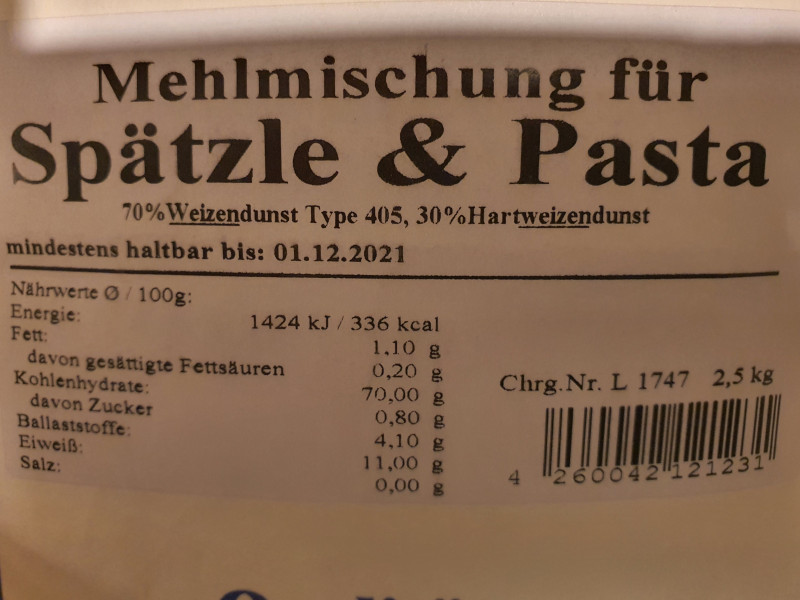 Mehlmischung für
Spätzle & Pasta
70%Weizendunst Type 405, 30%Hartweizendunst
mindestens haltbar bis: 01.12.2021
Nährwerte Ø / 100g:
Energie: 1424 kJ / 336 kcal
Fett: 1,10 g
davon gesättigte Fettsäuren 0,20 g
Kohlenhydrate: 70,00 g
davon Zucker 0,80 g
Ballaststoffe: 4,10 g
Eiweiß: 11,00 g
Salz: 0,00 g
Chrg.Nr. L 1747 2,5 kg
4 260042 121231